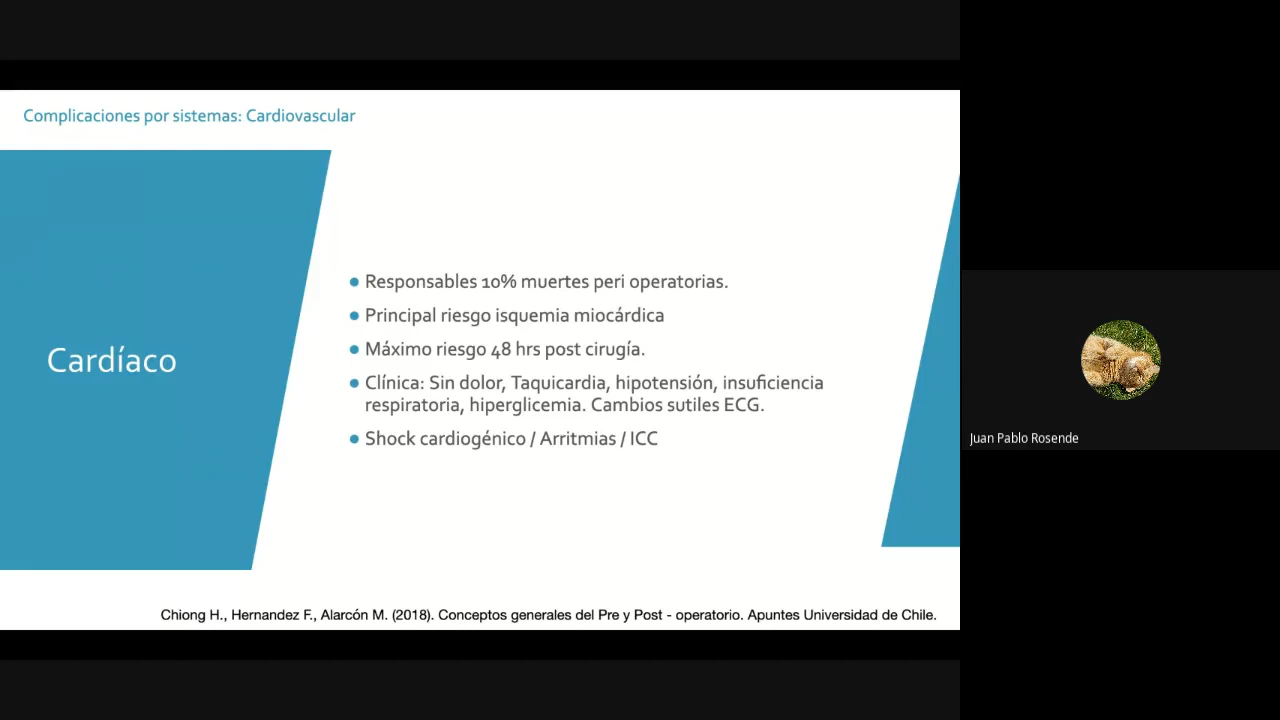 Complicaciones por sistemas: Cardiovascular
Cardíaco
Responsables 10% muertes peri operatorias.
Principal riesgo isquemia miocárdica
Máximo riesgo 48 hrs post cirugía.
Clínica: Sin dolor, Taquicardia, hipotensión, insuficiencia
respiratoria, hiperglicemia. Cambios sutiles ECG.
Shock cardiogénico / Arritmias / ICC
Chiong H., Hernandez F., Alarcón M. (2018). Conceptos generales del Pre y Post - operatorio. Apuntes Universidad de Chile.
Juan Pablo Rosende